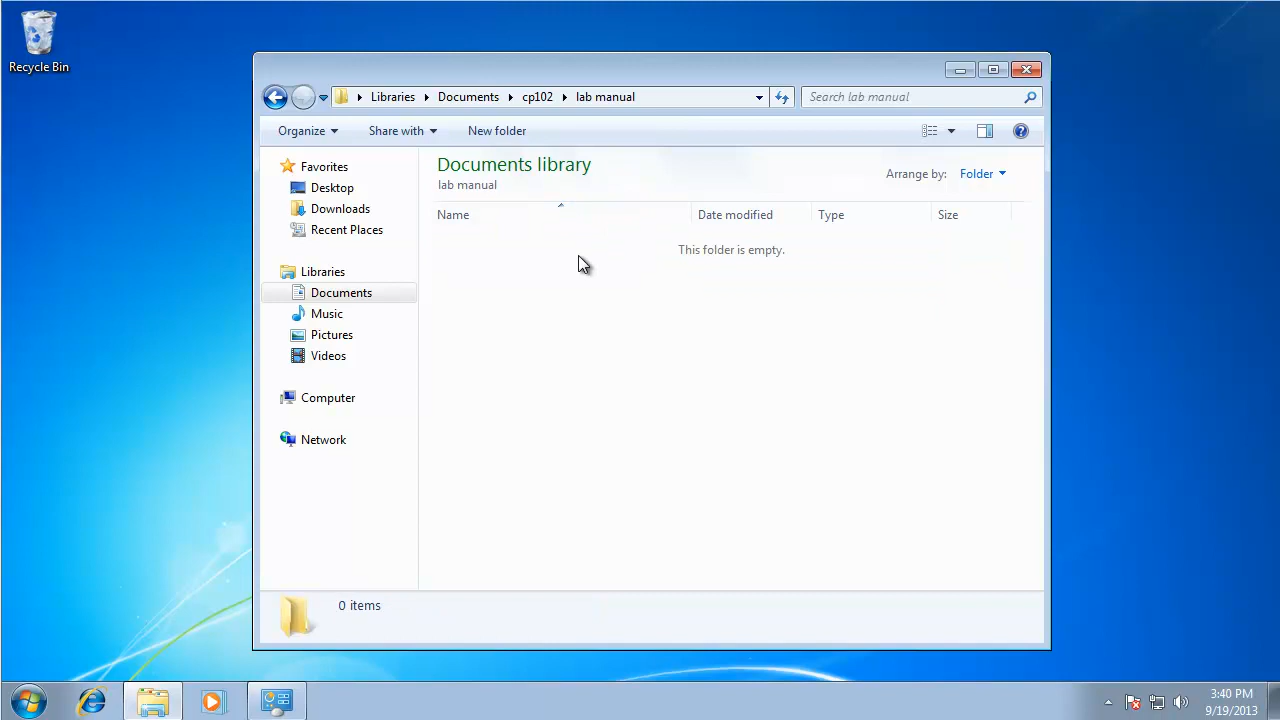 Recycle Bin
Libraries Documents cp102 lab manual
Search lab manual
Organize Share with New folder
Favorites
Desktop
Downloads
Recent Places
Libraries
Documents
Music
Pictures
Videos
Computer
Network
Documents library
lab manual
Arrange by: Folder
Name Date modified Type Size
This folder is empty.
0 items
3:40 PM
9/19/2013